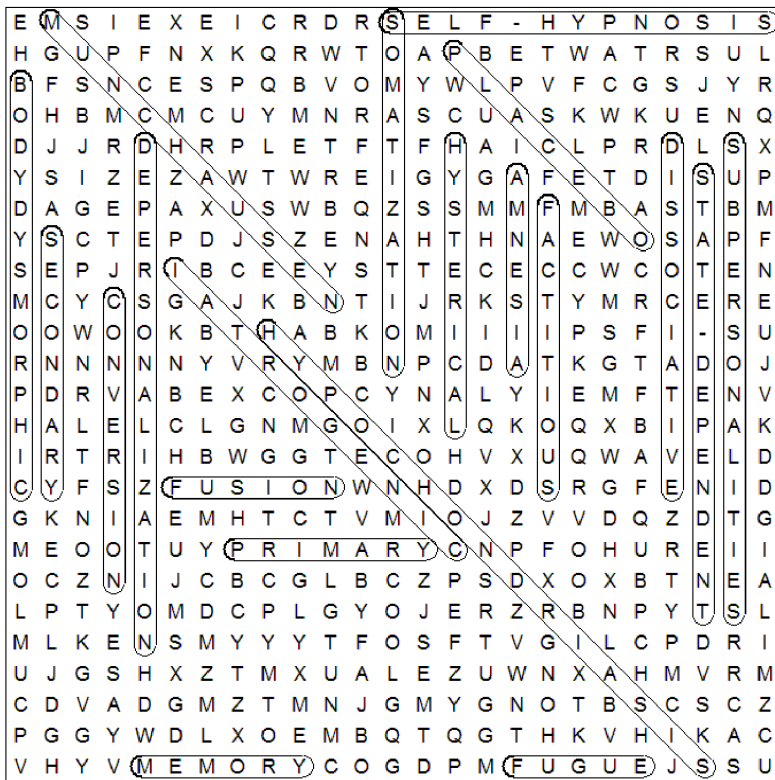 E M S I E X E I C R D R S E L F - H Y P N O S I S
H G U P F N X K Q R W T O A P B E T W A T R S U L
B F S N C E S P Q B V O M Y W L P V F C G S J Y R
O H B M C M C U Y M N R A S C U A S K W K U E N Q
D J J R D H R P L E T F T F H A I C L P R D L S X
Y S I Z E Z A W T W R E I G Y G A F E T D I S U P
D A G E P A X U S W B Q Z S S M M F M B A S T B M
Y S C T E P D J S Z E N A H T H N A E W O S A P F
S E P J R I B C E E Y S T T E C E C C W C O T E N
M C Y C S G A J K B N T I J R K S T Y M R C E R E
O O W O O K B T H A B K O M I I I I P S F I - S U
R N N N N N Y V R Y M B N P C D A T K G T A D O J
P D R V A B E X C O P C Y N A L Y I E M F T E N V
H A L E L C L G N M G O I X L Q K O Q X B I P A K
I R T R I H B W G G T E C O H V X U Q W A V E L D
C Y F S Z F U S I O N W N H D X D S R G F E N I D
G K N I A E M H T C T V M I O J Z V V D Q Z D T G
M E O O T U Y P R I M A R Y C N P F O H U R E I I
O C Z N I J C B C G L B C Z P S D X O X B T N E A
L P T Y O M D C P L G Y O J E R Z R B N P Y T S L
M L K E N S M Y Y Y T F O S F T V G I L C P D R I
U J G S H X Z T M X U A L E Z U W N X A H M V R M
C D V A D G M Z T M N J G M Y G N O T B S C S C Z
P G G Y W D L X O E M B Q T Q G T H K V H I K A C
V H Y V M E M O R Y C O G D P M F U G U E J S S U